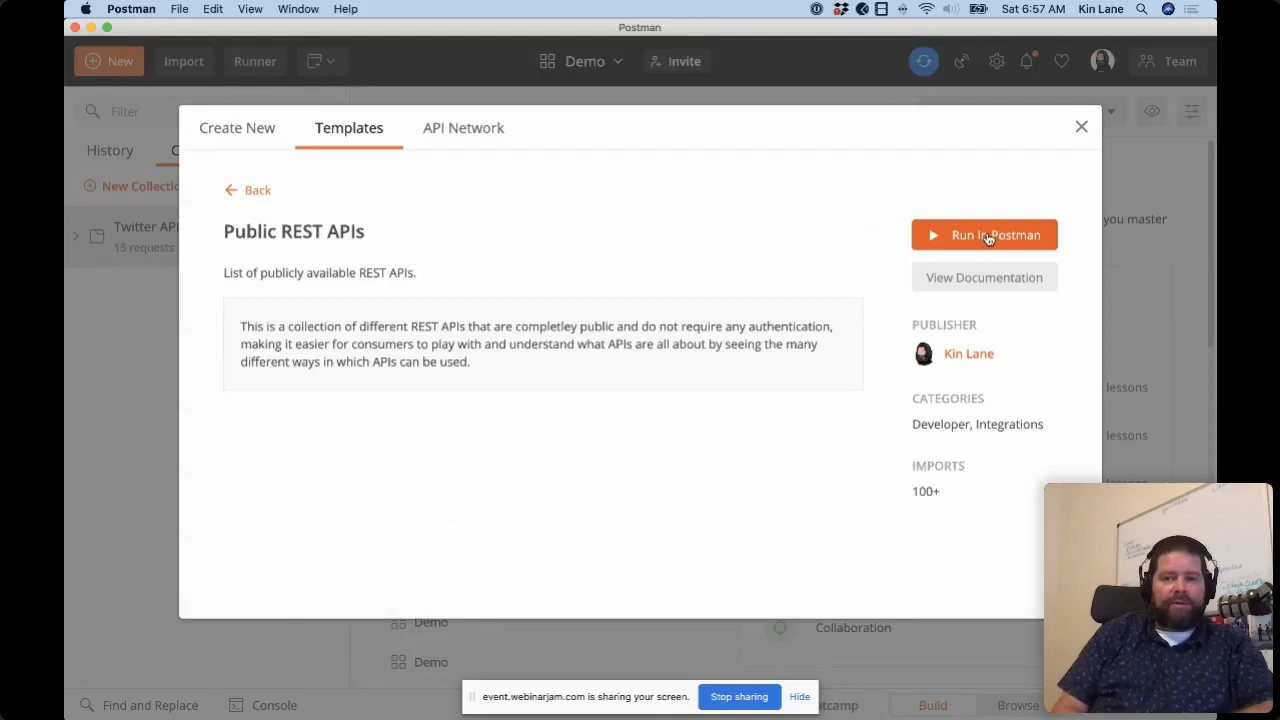 Postman File Edit View Window Help Sat 6:57 AM Kin Lane
Postman
New Import Runner Demo Invite Team
Filter
Create New Templates API Network
History C
Back
New Collectio
Public REST APIs
Run In Postman
you master
Twitter API
15 requests
List of publicly available REST APIs.
View Documentation
This is a collection of different REST APIs that are completley public and do not require any authentication,
making it easier for consumers to play with and understand what APIs are all about by seeing the many
different ways in which APIs can be used.
PUBLISHER
Kin Lane
lessons
CATEGORIES
Developer, Integrations
lessons
IMPORTS
100+
Demo
Collaboration
Demo
event.webinarjam.com is sharing your screen. Stop sharing Hide
Find and Replace Console otcamp Build Browse